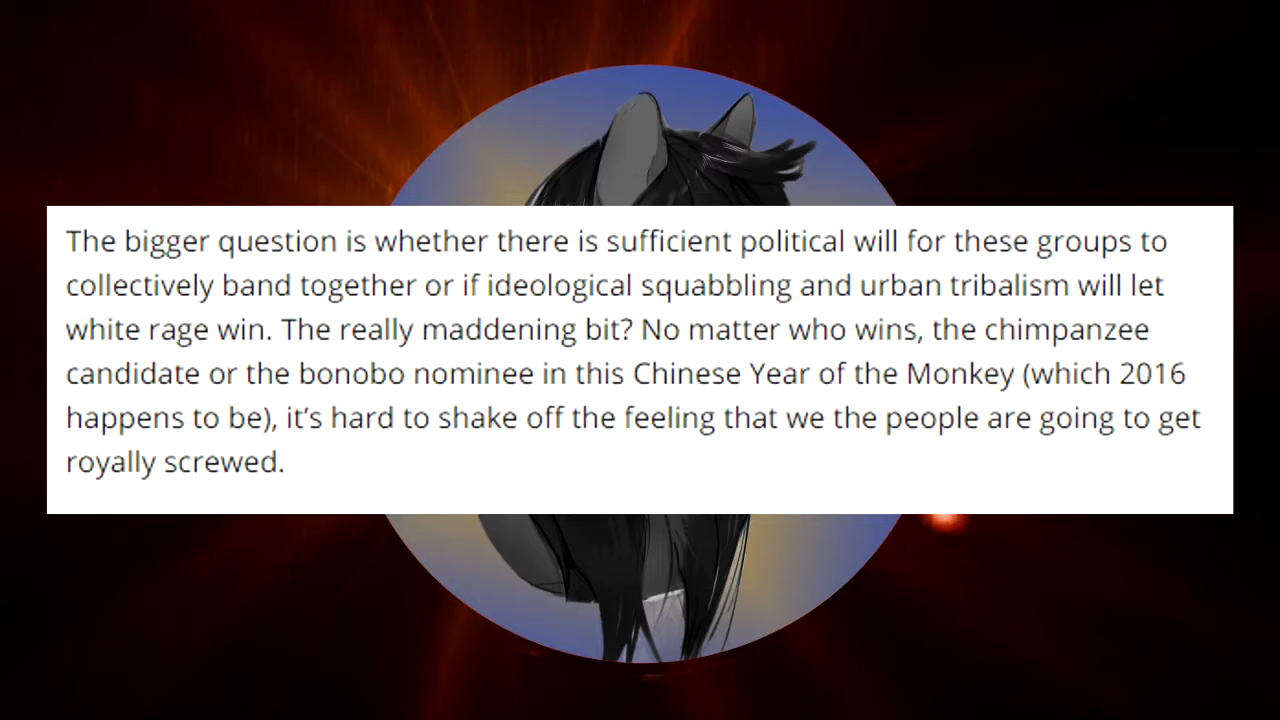 The bigger question is whether there is sufficient political will for these groups to
collectively band together or if ideological squabbling and urban tribalism will let
white rage win. The really maddening bit? No matter who wins, the chimpanzee
candidate or the bonobo nominee in this Chinese Year of the Monkey (which 2016
happens to be), it’s hard to shake off the feeling that we the people are going to get
royally screwed.